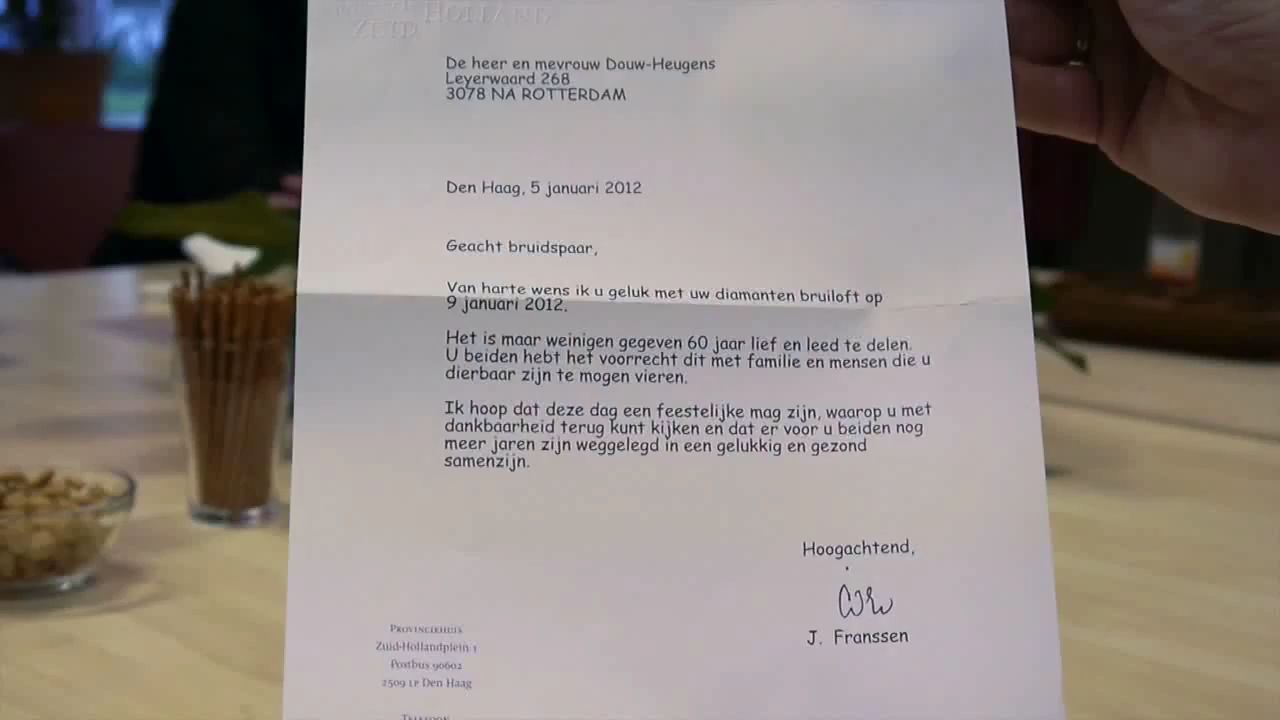 ZUID HOLLAND
De heer en mevrouw Douw-Heugens
Leyerwaard 268
3078 NA ROTTERDAM
Den Haag, 5 januari 2012
Geacht bruidspaar,
Van harte wens ik u geluk met uw diamanten bruiloft op
9 januari 2012.
Het is maar weinigen gegeven 60 jaar lief en leed te delen.
U beiden hebt het voorrecht dit met familie en mensen die u
dierbaar zijn te mogen vieren.
Ik hoop dat deze dag een feestelijke mag zijn, waarop u met
dankbaarheid terug kunt kijken en dat er voor u beiden nog
meer jaren zijn weggelegd in een gelukkig en gezond
samenzijn.
Hoogachtend,
J. Franssen
Provinciehuis
Zuid-Hollandplein 1
Postbus 90602
2509 LP Den Haag